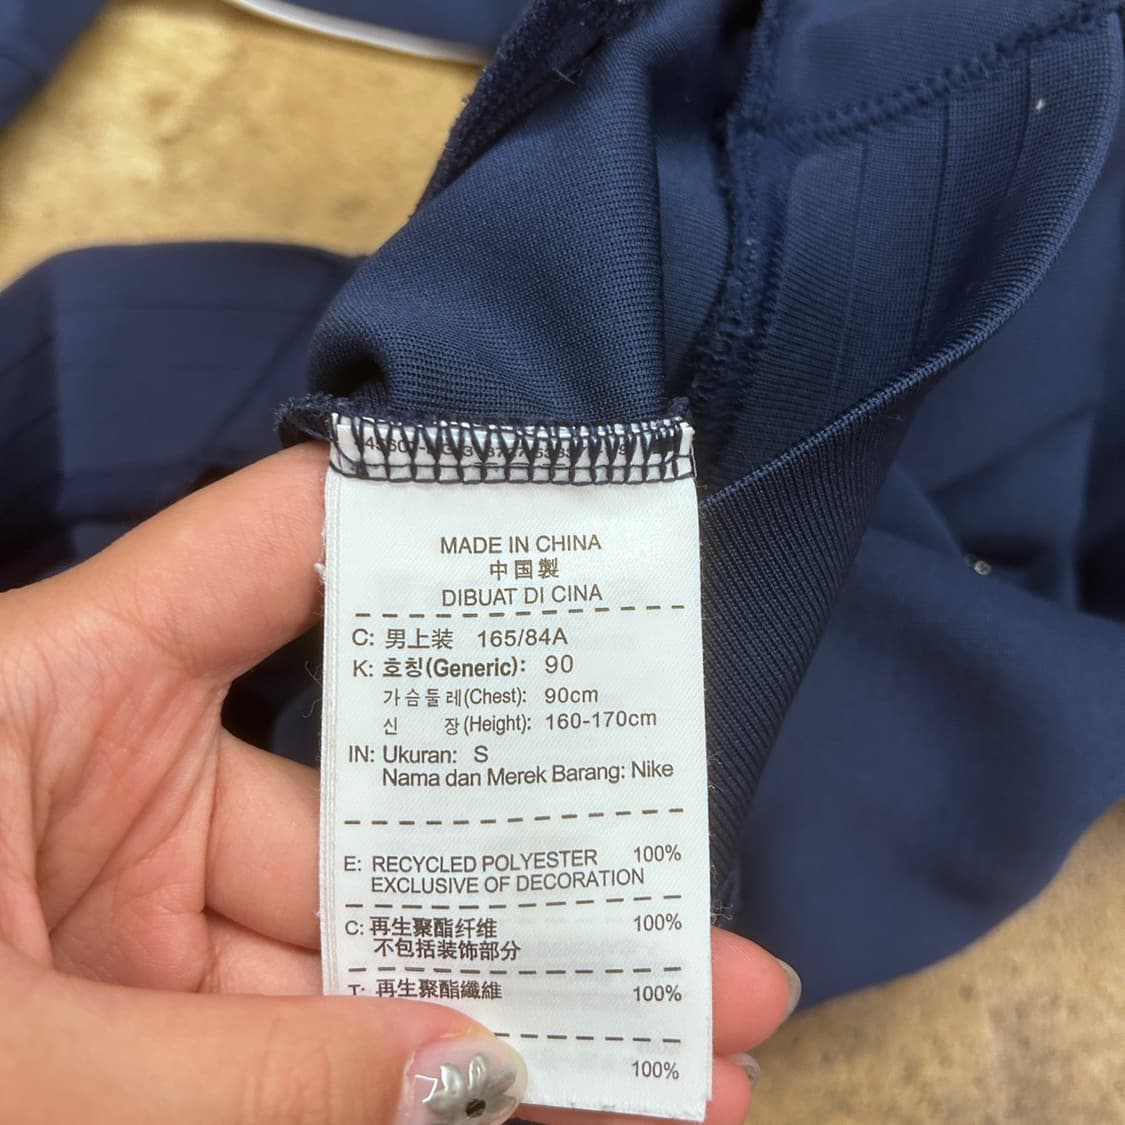 MADE IN CHINA
中国製
DIBUAT DI CINA
C: 男上装 165/84A
K: 호칭(Generic): 90
가슴둘레(Chest): 90cm
신 장(Height): 160-170cm
IN: Ukuran: S
Nama dan Merek Barang: Nike
E: RECYCLED POLYESTER 100%
EXCLUSIVE OF DECORATION
C: 再生聚酯纤维 100%
不包括装饰部分
T: 再生聚酯纖維 100%
100%